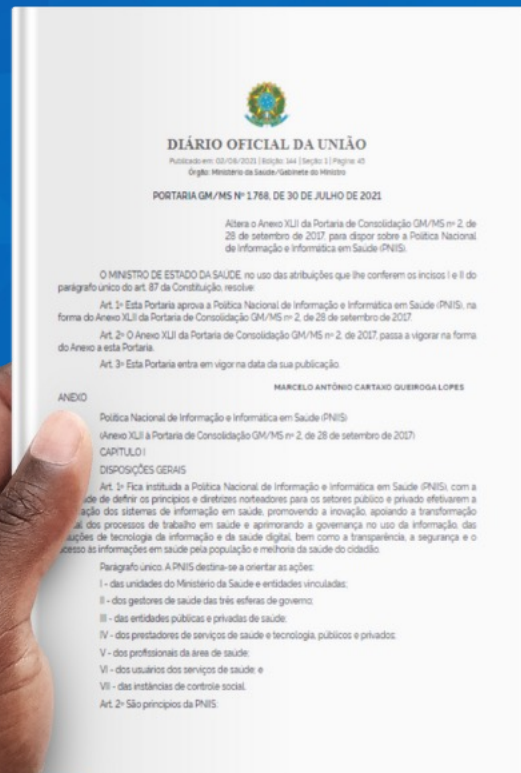 DIÁRIO OFICIAL DA UNIÃO
Publicado em: 02/08/2021 | Edição: 144 | Seção: 1 | Página: 45
Órgão: Ministério da Saúde/Gabinete do Ministro
PORTARIA GM/MS Nº 1.768, DE 30 DE JULHO DE 2021
Altera o Anexo XLII da Portaria de Consolidação GM/MS nº 2, de
28 de setembro de 2017, para dispor sobre a Política Nacional
de Informação e Informática em Saúde (PNIIS).
O MINISTRO DE ESTADO DA SAÚDE, no uso das atribuições que lhe conferem os incisos I e II do
parágrafo único do art. 87 da Constituição, resolve:
Art. 1º Esta Portaria aprova a Política Nacional de Informação e Informática em Saúde (PNIIS), na
forma do Anexo XLII da Portaria de Consolidação GM/MS nº 2, de 28 de setembro de 2017.
Art. 2º O Anexo XLII da Portaria de Consolidação GM/MS nº 2, de 2017, passa a vigorar na forma
do Anexo a esta Portaria.
Art. 3º Esta Portaria entra em vigor na data da sua publicação.
MARCELO ANTÔNIO CARTAXO QUEIROGA LOPES
ANEXO
Política Nacional de Informação e Informática em Saúde (PNIIS)
(Anexo XLII à Portaria de Consolidação GM/MS nº 2, de 28 de setembro de 2017)
CAPITULO I
DISPOSIÇÕES GERAIS
Art. 1º Fica instituída a Política Nacional de Informação e Informática em Saúde (PNIIS), com a
de definir os princípios e diretrizes norteadores para os setores público e privado efetivarem a
dos sistemas de informação em saúde, promovendo a inovação, apoiando a transformação
dos processos de trabalho em saúde e aprimorando a governança no uso da informação, das
de tecnologia da informação e da saúde digital, bem como a transparência, a segurança e o
às informações em saúde pela população e melhoria da saúde do cidadão.
Parágrafo único. A PNIIS destina-se a orientar as ações:
I - das unidades do Ministério da Saúde e entidades vinculadas;
II - dos gestores de saúde das três esferas de governo;
III - das entidades públicas e privadas de saúde;
IV - dos prestadores de serviços de saúde e tecnologia, públicos e privados;
V - dos profissionais da área de saúde;
VI - dos usuários dos serviços de saúde; e
VII - das instâncias de controle social.
Art. 2º São princípios da PNIIS: